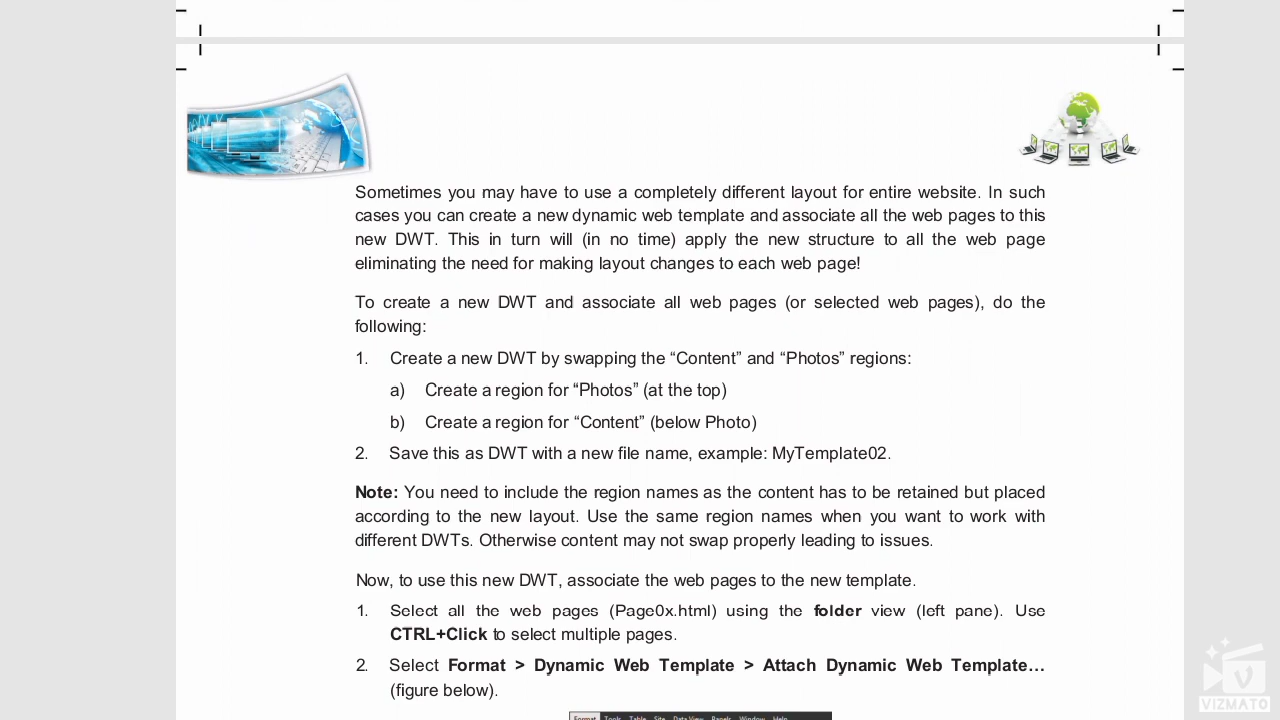 Sometimes you may have to use a completely different layout for entire website. In such
cases you can create a new dynamic web template and associate all the web pages to this
new DWT. This in turn will (in no time) apply the new structure to all the web page
eliminating the need for making layout changes to each web page!
To create a new DWT and associate all web pages (or selected web pages), do the
following:
1. Create a new DWT by swapping the “Content” and “Photos” regions:
a) Create a region for “Photos” (at the top)
b) Create a region for “Content” (below Photo)
2. Save this as DWT with a new file name, example: MyTemplate02.
Note: You need to include the region names as the content has to be retained but placed
according to the new layout. Use the same region names when you want to work with
different DWTs. Otherwise content may not swap properly leading to issues.
Now, to use this new DWT, associate the web pages to the new template.
1. Select all the web pages (Page0x.html) using the folder view (left pane). Use
CTRL+Click to select multiple pages.
2. Select Format > Dynamic Web Template > Attach Dynamic Web Template…
(figure below).
Format Tools Table Site Data View Panels Window Help
VIZMATO